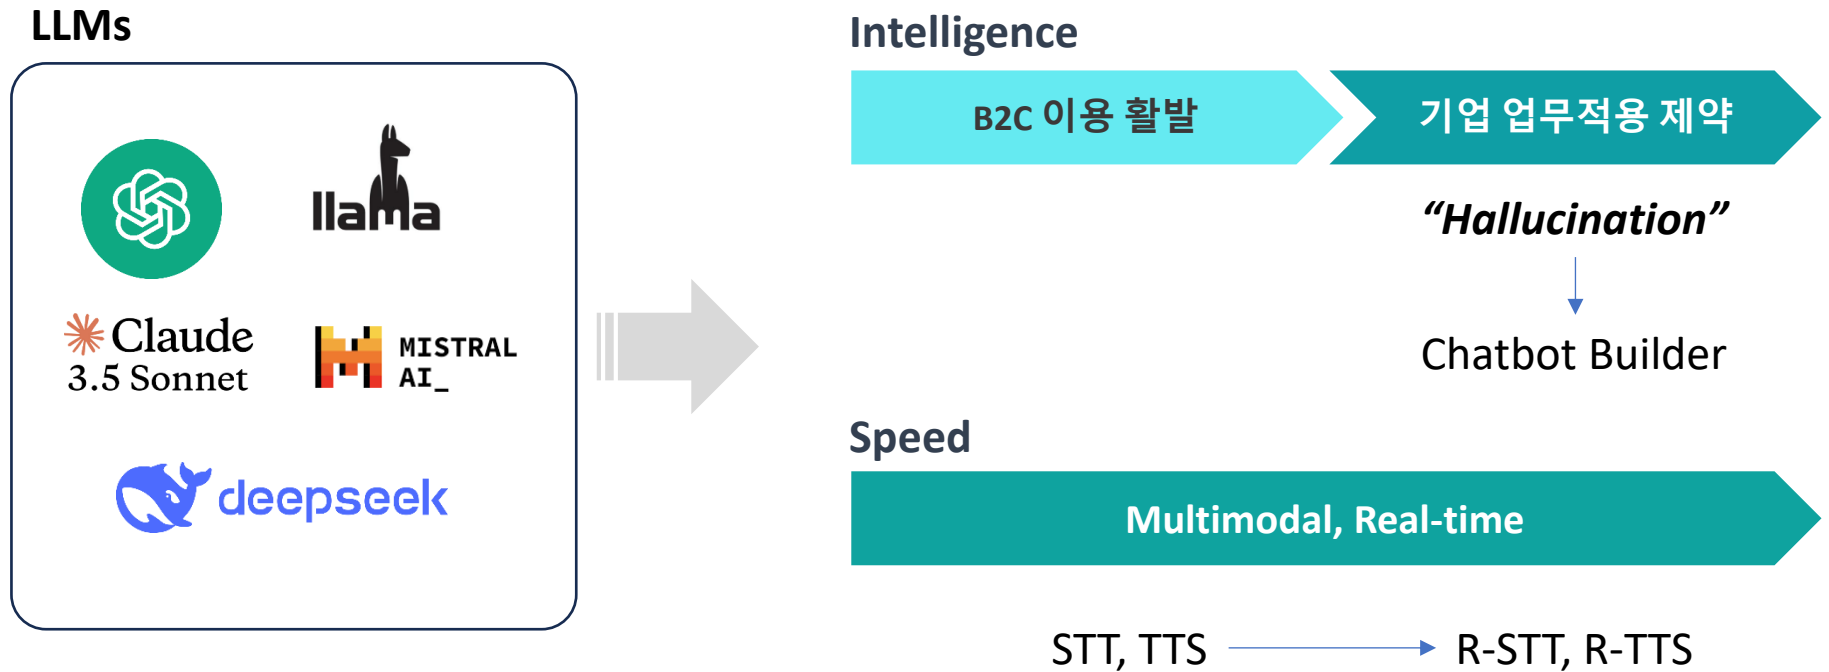 LLMs
llama
Claude
3.5 Sonnet
MISTRAL
AI_
deepseek
Intelligence
B2C 이용 활발
기업 업무적용 제약
“Hallucination”
Chatbot Builder
Speed
Multimodal, Real-time
STT, TTS
R-STT, R-TTS